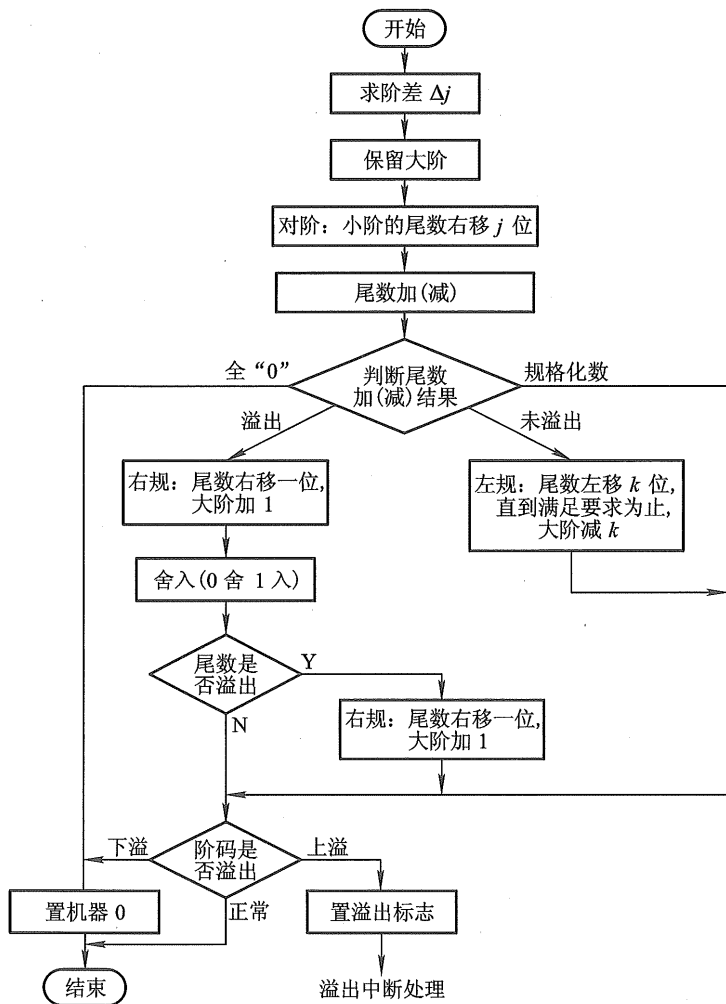 开始
求阶差 Δj
保留大阶
对阶：小阶的尾数右移 j 位
尾数加(减)
判断尾数
加(减)结果
全“0”
规格化数
溢出
未溢出
右规：尾数右移一位,
大阶加 1
左规：尾数左移 k 位,
直到满足要求为止,
大阶减 k
舍入(0 舍 1 入)
尾数是
否溢出
Y
N
右规：尾数右移一位,
大阶加 1
阶码是
否溢出
下溢
上溢
正常
置机器 0
置溢出标志
结束
溢出中断处理